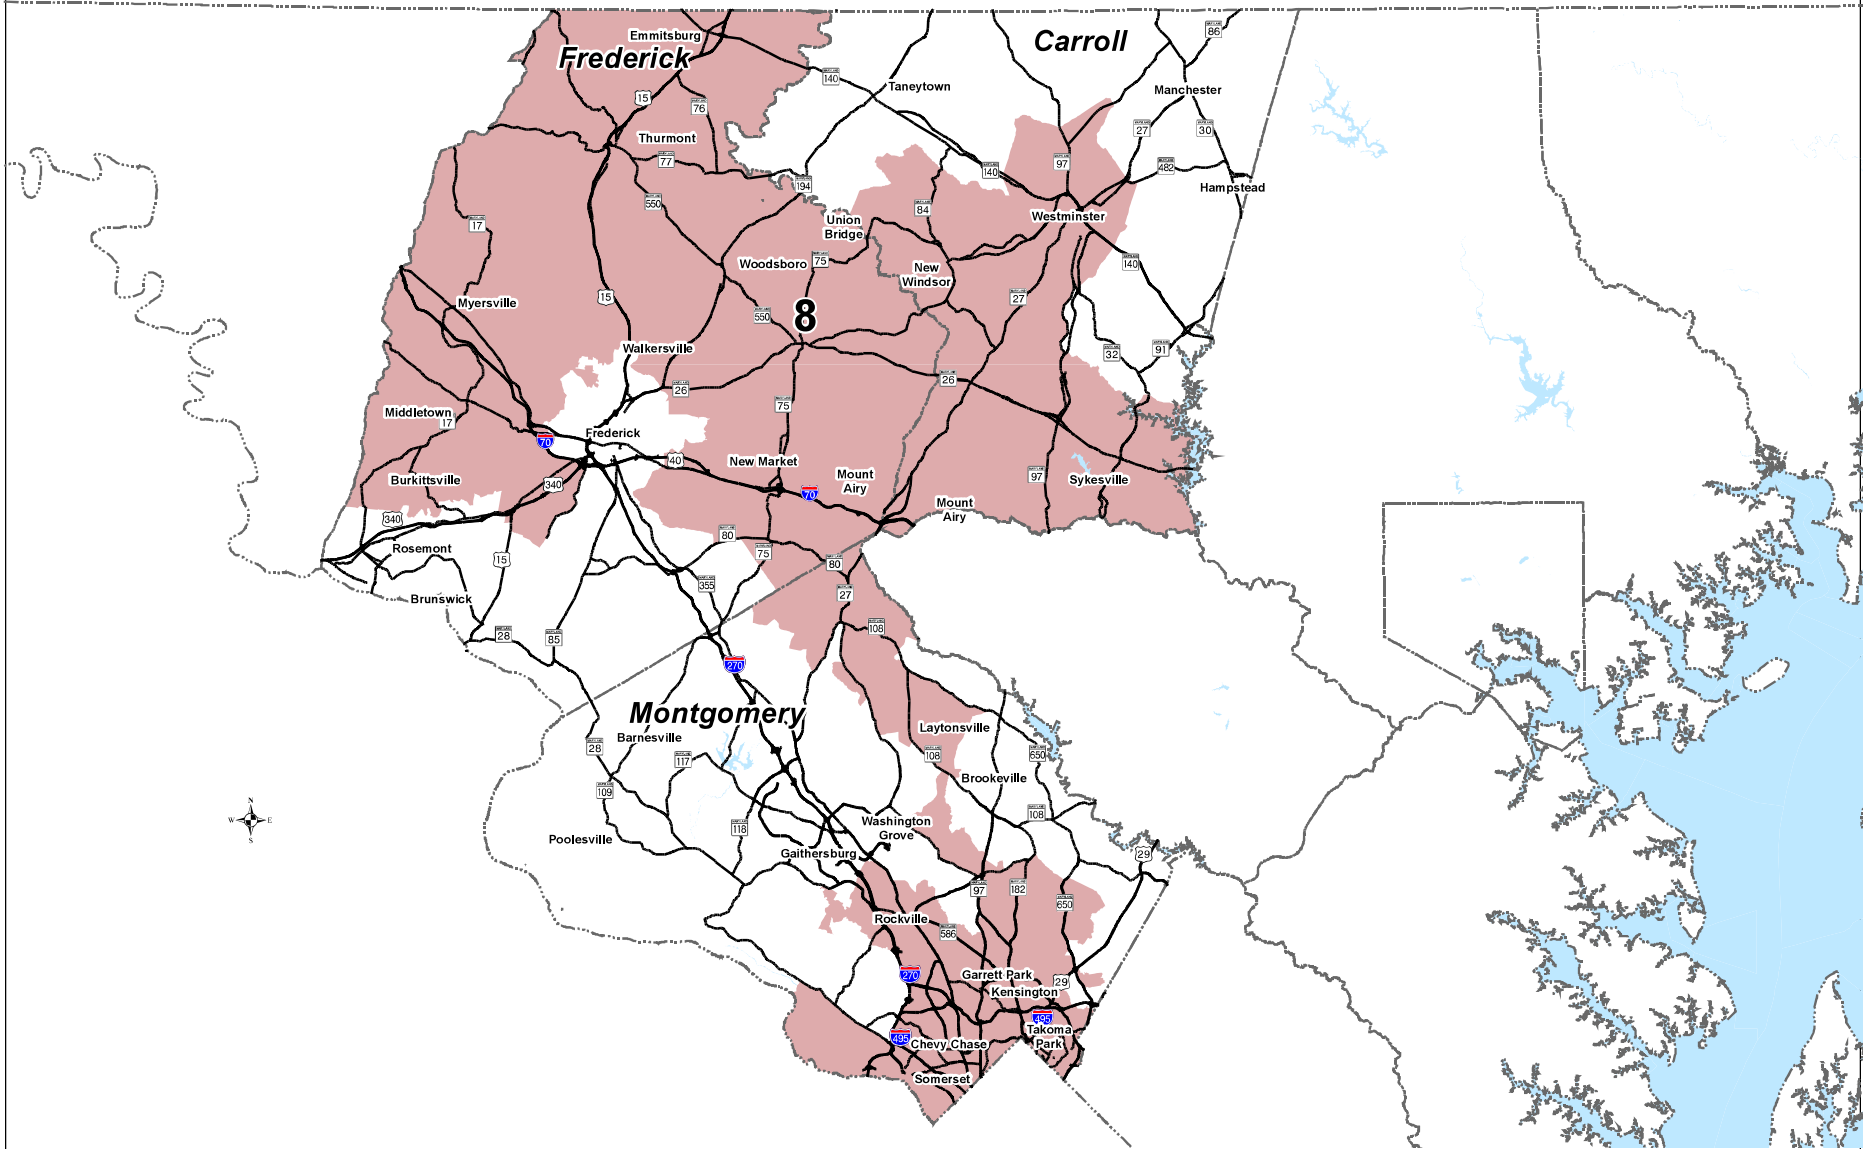 Emmitsburg
Frederick
Carroll
86
140
Taneytown
Manchester
15
76
27
30
Thurmont
77
97
482
140
194
Hampstead
550
84
Westminster
Union
Bridge
17
140
75
Woodsboro
New
Windsor
15
27
Myersville
550
8
Walkersville
32
91
26
26
75
Middletown
17
Frederick
70
40
New Market
Mount
Airy
97
Sykesville
Burkittsville
340
70
Mount
Airy
340
80
Rosemont
15
75
80
355
27
Brunswick
28
85
108
270
Montgomery
Laytonsville
28
Barnesville
117
108
650
Brookeville
109
108
N
W
E
S
118
Washington
Grove
Poolesville
Gaithersburg
29
97
182
650
Rockville
586
270
Garrett Park
29
Kensington
495
Takoma
Park
495
Chevy Chase
Somerset